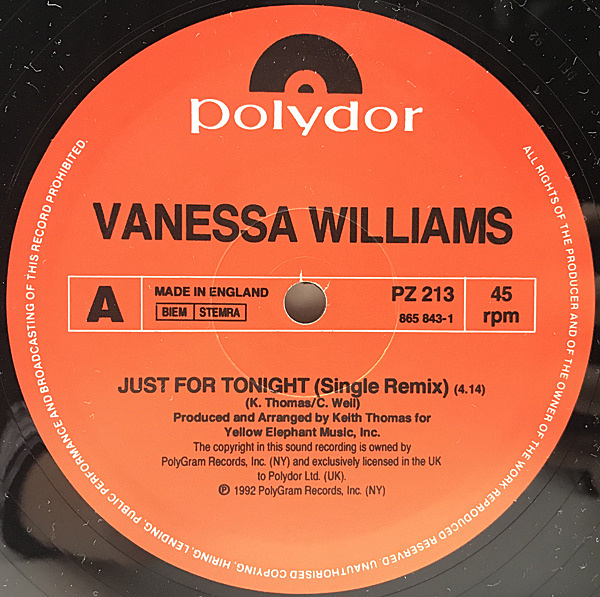 polydor
VANESSA WILLIAMS
A
MADE IN ENGLAND
BIEM STEMRA
PZ 213
865 843-1
45
rpm
JUST FOR TONIGHT (Single Remix) (4.14)
(K. Thomas/C. Weil)
Produced and Arranged by Keith Thomas for
Yellow Elephant Music, Inc.
The copyright in this sound recording is owned by
PolyGram Records, Inc. (NY) and exclusively licensed in the UK
to Polydor Ltd. (UK).
℗ 1992 PolyGram Records, Inc. (NY)
ALL RIGHTS OF THE PRODUCER AND OF THE OWNER OF THE WORK REPRODUCED RESERVED. UNAUTHORISED COPYING, HIRING, LENDING, PUBLIC PERFORMANCE AND BROADCASTING OF THIS RECORD PROHIBITED.